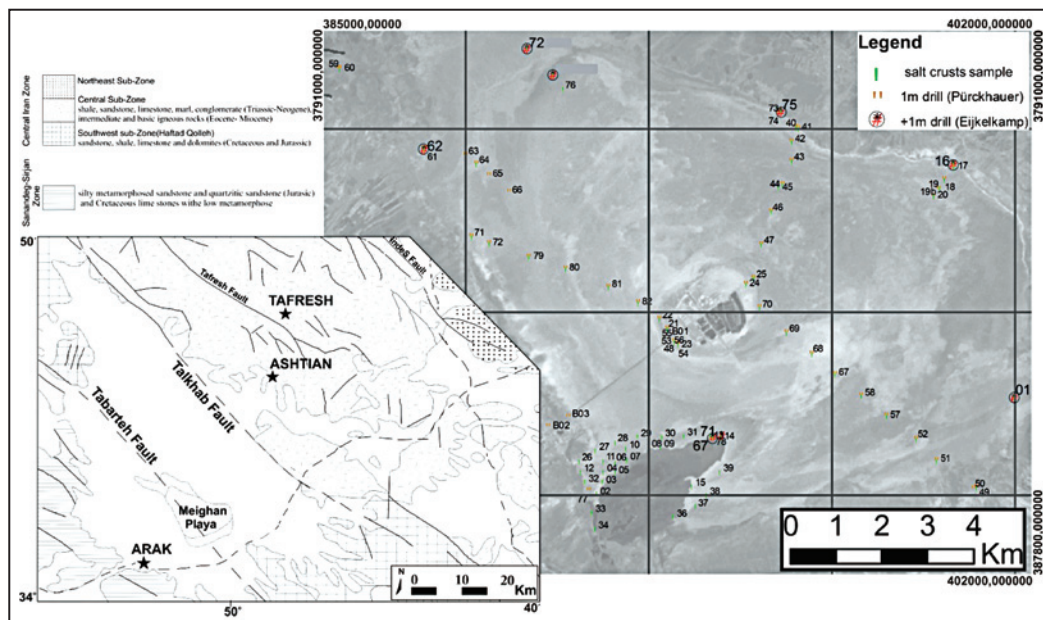 385000,00000
402000,000000
3791000,000000
3791000,000000
Legend
salt crusts sample
1m drill (Pürckhauer)
+1m drill (Eijkelkamp)
Central Iran Zone
Northeast Sub-Zone
Central Sub-Zone
shale, sandstone, limestone, marl, conglomerate (Triassic-Neogene),
intermediate and basic igneous rocks (Eocene- Miocene)
Southwest sub-Zone(Haftad Qolleh)
sandstone, shale, limestone and dolomites (Cretaceous and Jurassic)
Sanandeg-Sirjan
Zone
silty metamorphosed sandstone and quartzitic sandstone (Jurasic)
and Cretaceous lime stones withe low metamorphose
59
60
72
76
73
75
74
40
41
42
43
62
61
63
64
65
66
16
17
18
19
19b
20
44
45
46
47
71
72
79
80
81
82
25
24
70
22
21
B01
55
53
56
23
48
54
69
68
67
58
57
52
51
50
49
01
B03
B02
29
30
31
71
14
78
67
28
10
08
09
27
26
11
06
07
12
04
05
32
03
02
77
33
34
39
15
38
37
36
50°
Tafresh Fault
Indes Fault
TAFRESH
ASHTIAN
Talkhab Fault
Tabarteh Fault
Meighan
Playa
ARAK
N
0 10 20
Km
34°
50°
40°
0 1 2 3 4
Km
387800,000000
402000,000000